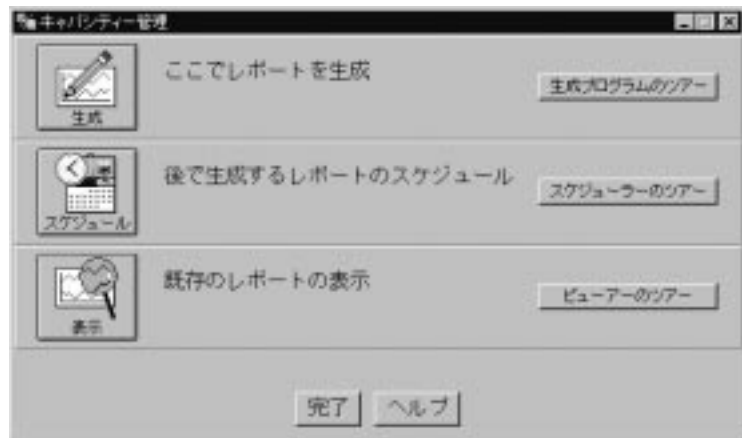 キャパシティー管理
ここでレポートを生成
生成プログラムのツアー
生成
後で生成するレポートのスケジュール
スケジューラーのツアー
スケジュール
既存のレポートの表示
ビューアーのツアー
表示
完了
ヘルプ